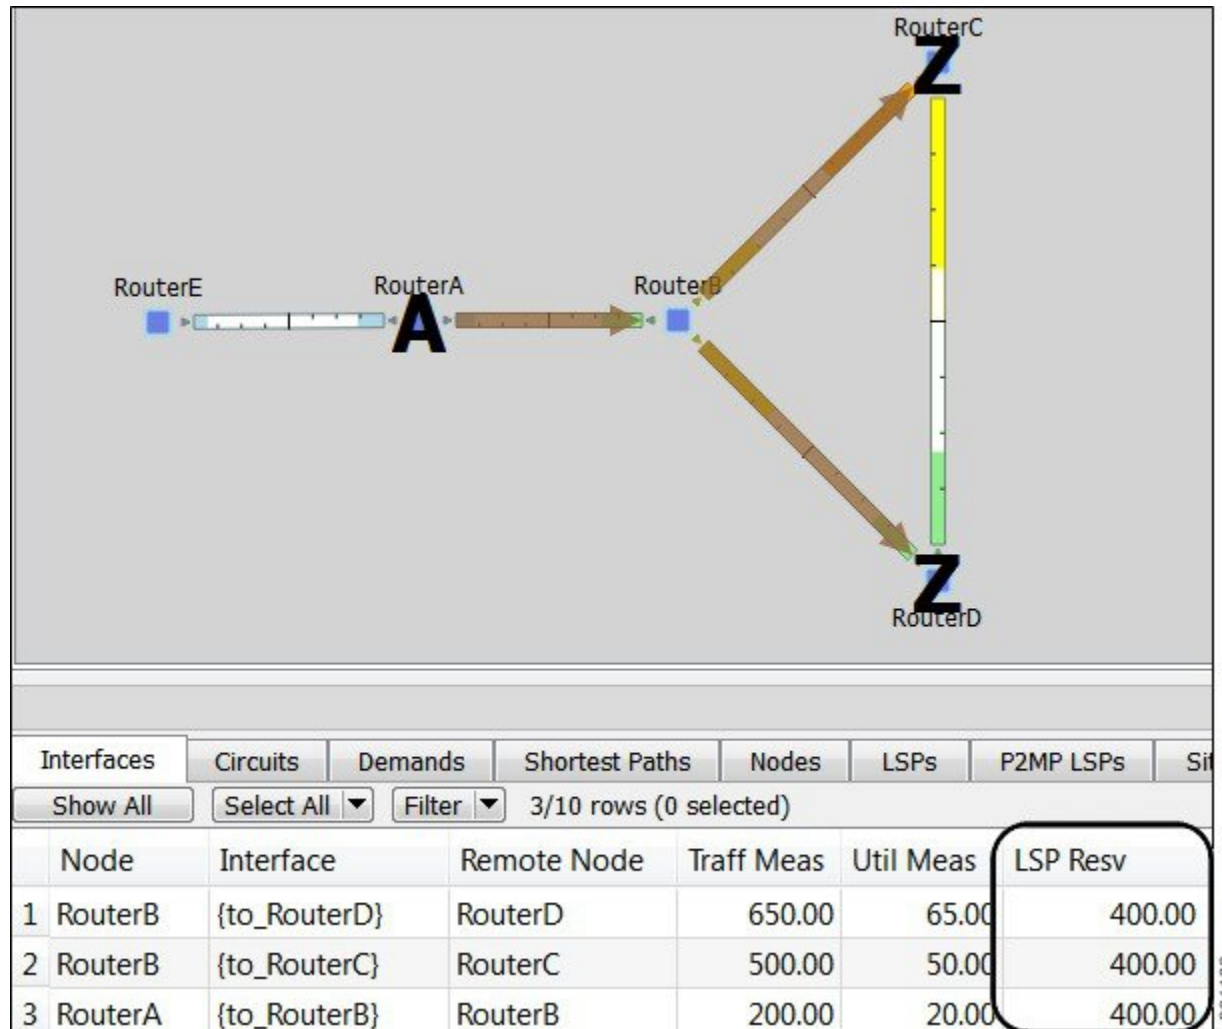 RouterC
Z
RouterE
RouterA
RouterB
A
Z
RouterD
Interfaces Circuits Demands Shortest Paths Nodes LSPs P2MP LSPs
Show All Select All Filter 3/10 rows (0 selected)
Node Interface Remote Node Traff Meas Util Meas LSP Resv
1 RouterB {to_RouterD} RouterD 650.00 65.00 400.00
2 RouterB {to_RouterC} RouterC 500.00 50.00 400.00
3 RouterA {to_RouterB} RouterB 200.00 20.00 400.00